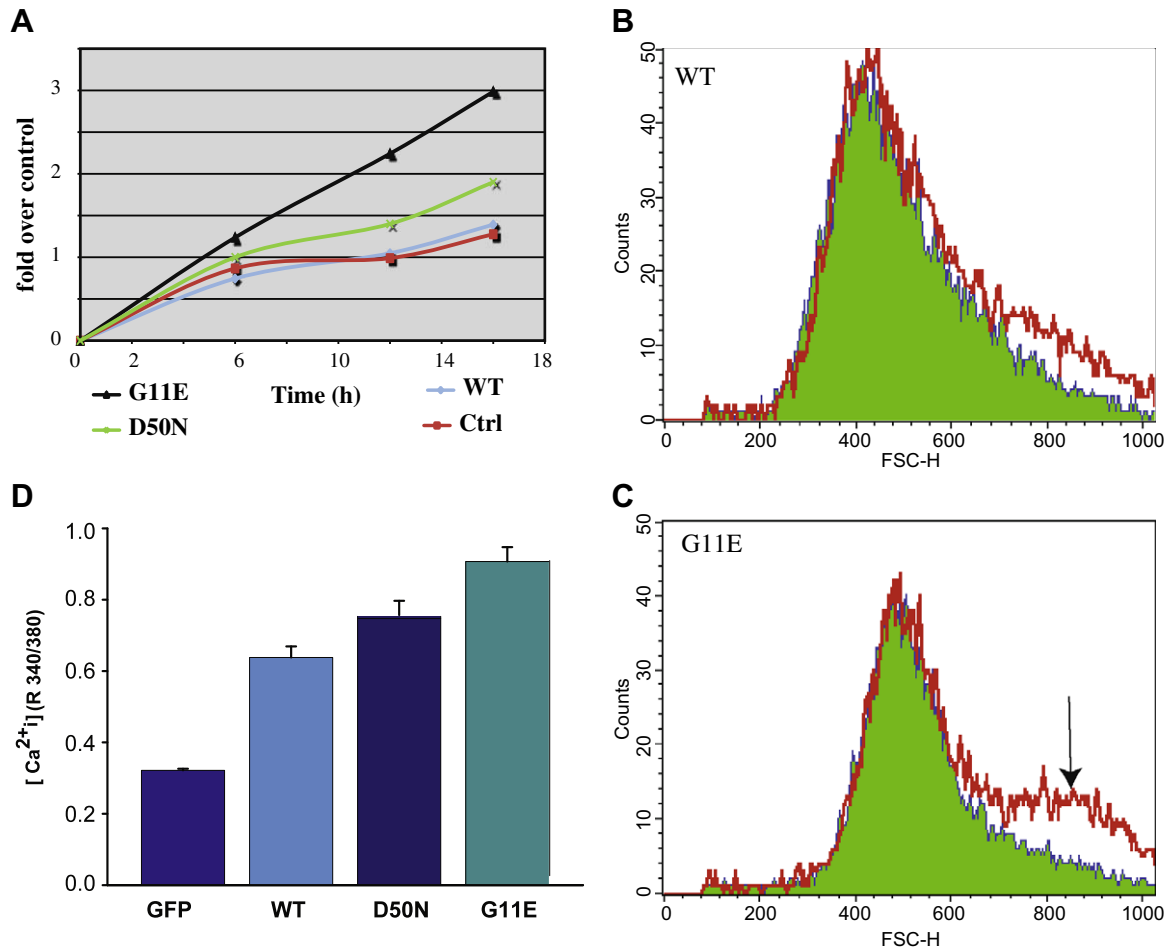 A
fold over control
3
2
1
0
0 2 6 10 14 18
Time (h)
G11E
D50N
WT
Ctrl
B
WT
Counts
50
40
30
20
10
0
0 200 400 600 800 1000
FSC-H
D
[ Ca2+i] (R 340/380)
1.0
0.8
0.6
0.4
0.2
0.0
GFP WT D50N G11E
C
G11E
Counts
50
40
30
20
10
0
0 200 400 600 800 1000
FSC-H